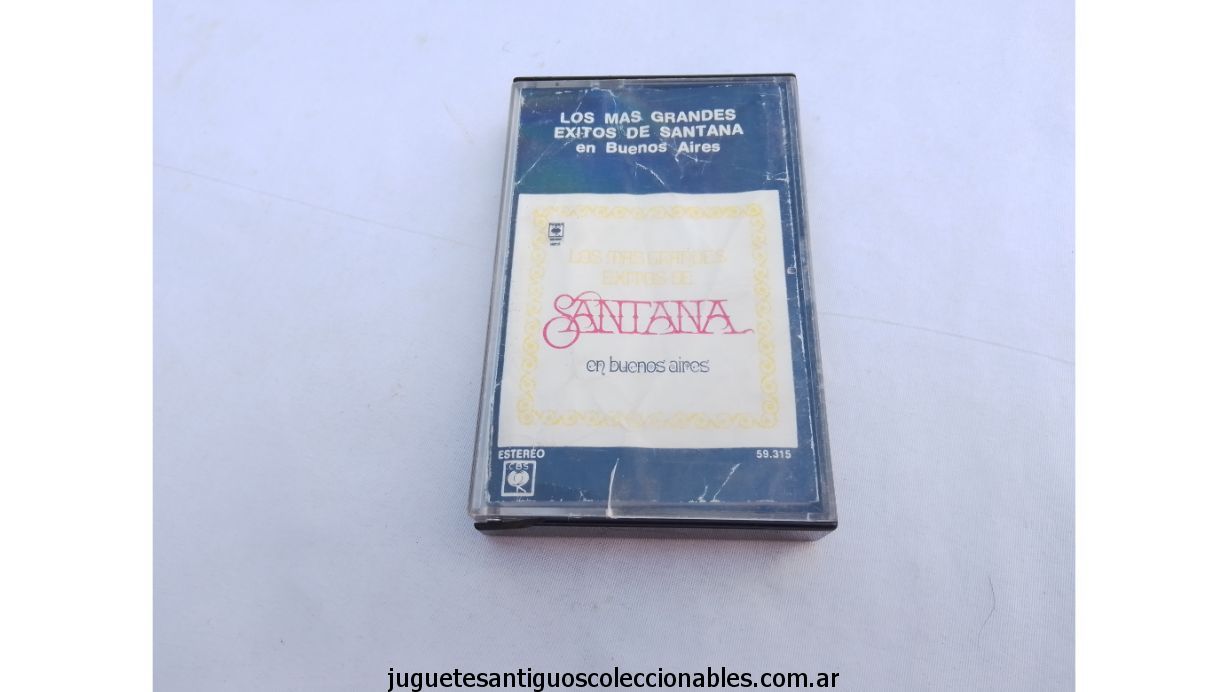 LOS MAS GRANDES
EXITOS DE SANTANA
en Buenos Aires
LOS MAS GRANDES
EXITOS DE
SANTANA
en buenos aires
ESTEREO
59.315
CBS
juguetesantiguoscoleccionables.com.ar